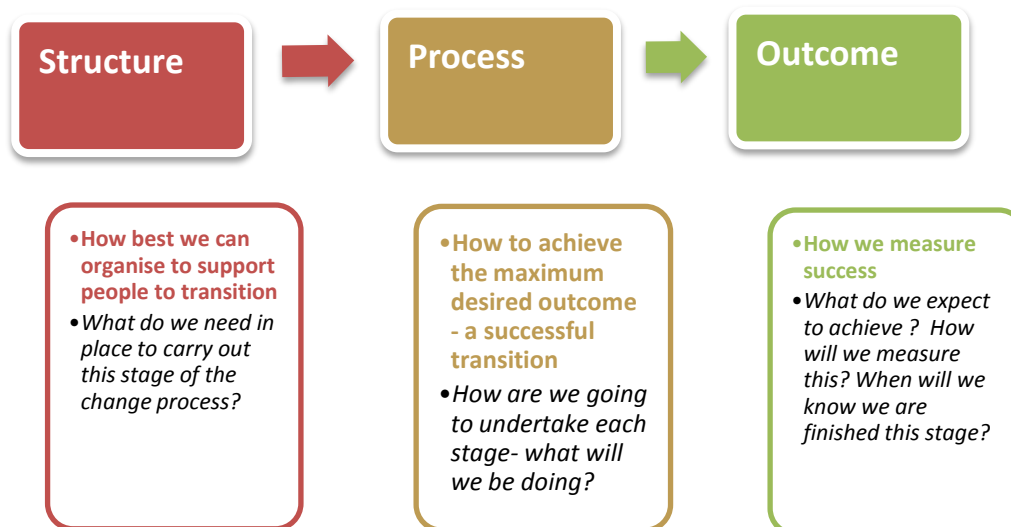 Structure
Process
Outcome
•How best we can
organise to support
people to transition
•What do we need in
place to carry out
this stage of the
change process?
•How to achieve
the maximum
desired outcome
- a successful
transition
•How are we going
to undertake each
stage- what will
we be doing?
•How we measure
success
•What do we expect
to achieve ?  How
will we measure
this? When will we
know we are
finished this stage?